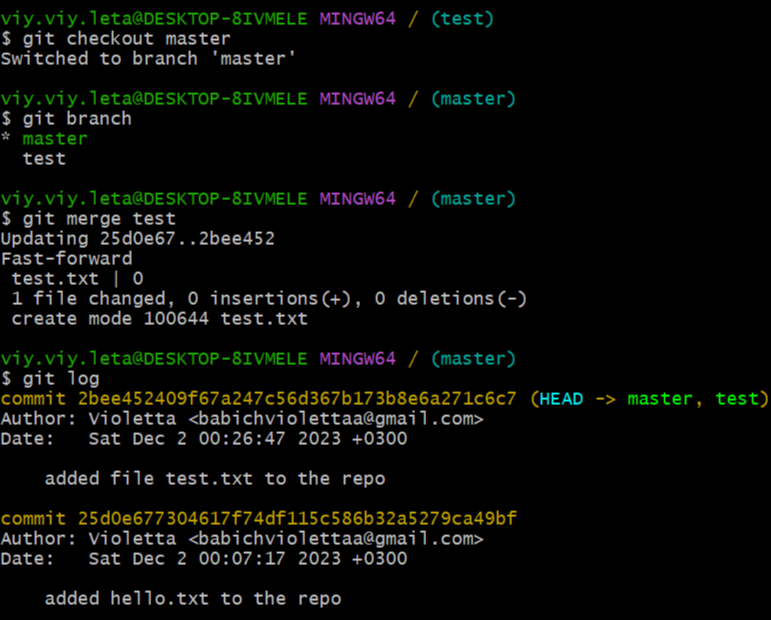 viy.viy.leta@DESKTOP-8IVMELE MINGW64 / (test)
$ git checkout master
Switched to branch 'master'
viy.viy.leta@DESKTOP-8IVMELE MINGW64 / (master)
$ git branch
* master
  test
viy.viy.leta@DESKTOP-8IVMELE MINGW64 / (master)
$ git merge test
Updating 25d0e67..2bee452
Fast-forward
 test.txt | 0
 1 file changed, 0 insertions(+), 0 deletions(-)
 create mode 100644 test.txt
viy.viy.leta@DESKTOP-8IVMELE MINGW64 / (master)
$ git log
commit 2bee452409f67a247c56d367b173b8e6a271c6c7 (HEAD -> master, test)
Author: Violetta <babichviolettaa@gmail.com>
Date:   Sat Dec 2 00:26:47 2023 +0300
    added file test.txt to the repo
commit 25d0e677304617f74df115c586b32a5279ca49bf
Author: Violetta <babichviolettaa@gmail.com>
Date:   Sat Dec 2 00:07:17 2023 +0300
    added hello.txt to the repo